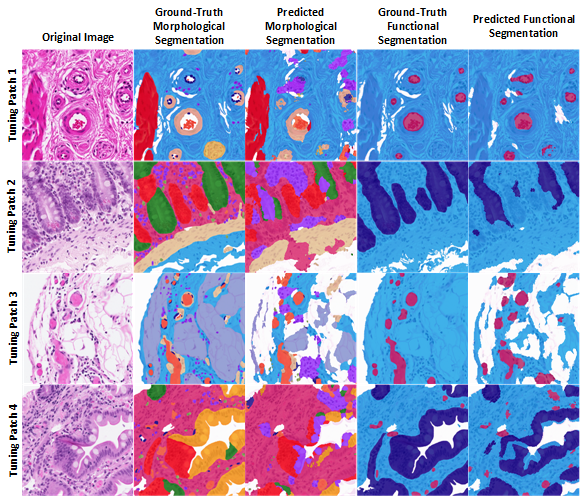 Original Image
Ground-Truth
Morphological
Segmentation
Predicted
Morphological
Segmentation
Ground-Truth
Functional
Segmentation
Predicted Functional
Segmentation
Tuning Patch 1
Tuning Patch 2
Tuning Patch 3
Tuning Patch 4